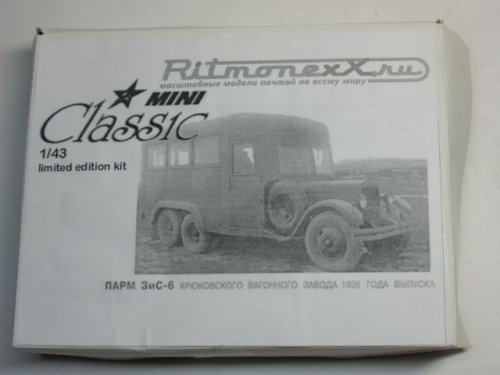 RitmonexX.ru
масштабные модели почтой по всему миру
MINI
Classic
1/43
limited edition kit
ПАРМ ЗиС-6 КРЮКОВСКОГО ВАГОННОГО ЗАВОДА 1938 ГОДА ВЫПУСКА